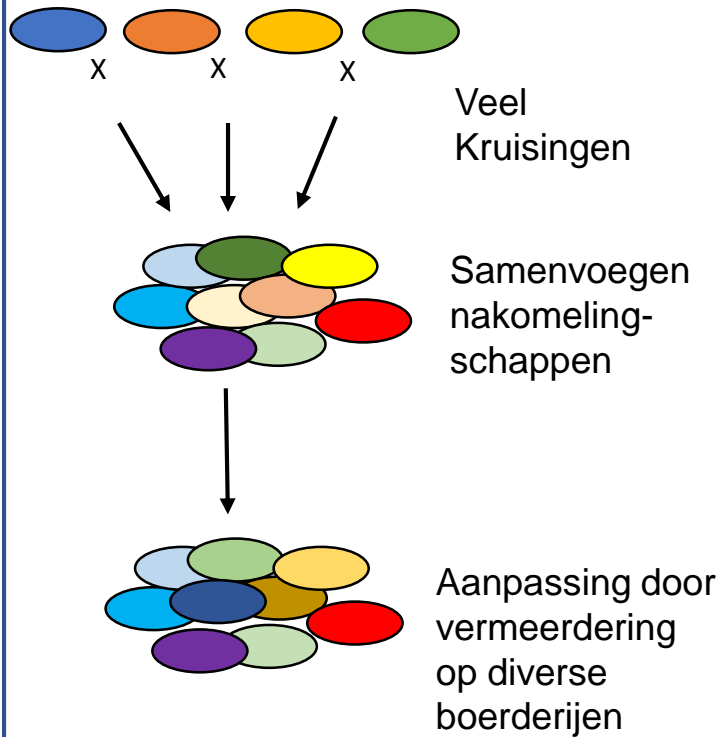 X X X
Veel
Kruisingen
Samenvoegen
nakomeling-
schappen
Aanpassing door
vermeerdering
op diverse
boerderijen